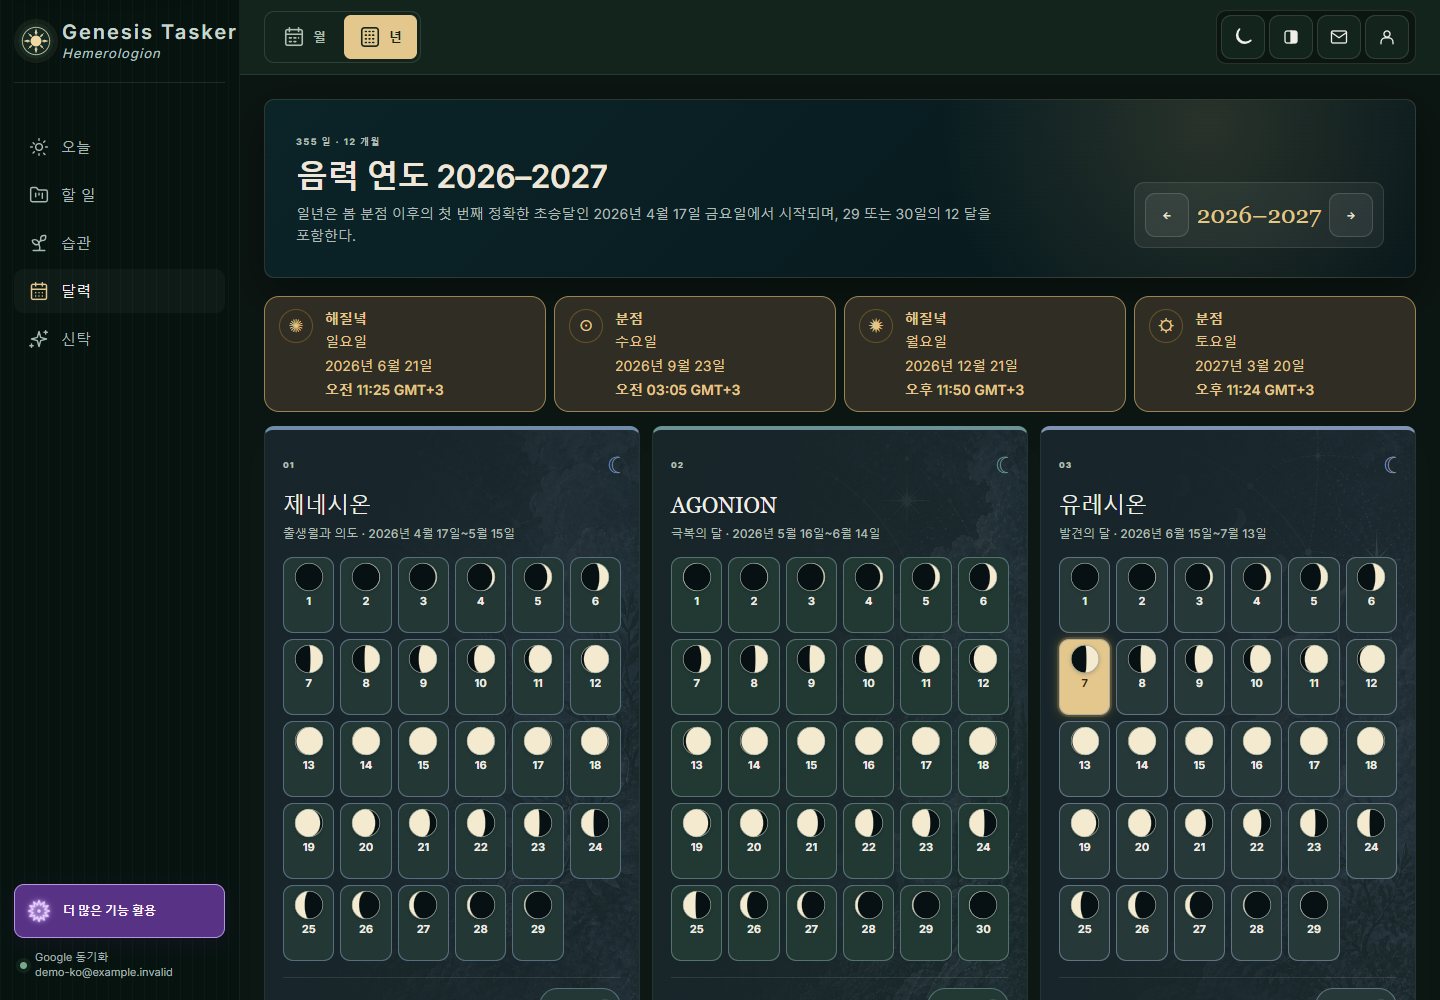 Genesis Tasker
Hemerologion
오늘
할 일
습관
달력
신탁
더 많은 기능 활용
Google 동기화
demo-ko@example.invalid
월
년
355 일 · 12 개월
음력 연도 2026–2027
일년은 봄 분점 이후의 첫 번째 정확한 초승달인 2026년 4월 17일 금요일에서 시작되며, 29 또는 30일의 12 달을
포함한다.
← 2026–2027 →
해질녘
일요일
2026년 6월 21일
오전 11:25 GMT+3
분점
수요일
2026년 9월 23일
오전 03:05 GMT+3
해질녘
월요일
2026년 12월 21일
오후 11:50 GMT+3
분점
토요일
2027년 3월 20일
오후 11:24 GMT+3
01
제네시온
출생월과 의도 · 2026년 4월 17일~5월 15일
1 2 3 4 5 6
7 8 9 10 11 12
13 14 15 16 17 18
19 20 21 22 23 24
25 26 27 28 29
02
AGONION
극복의 달 · 2026년 5월 16일~6월 14일
1 2 3 4 5 6
7 8 9 10 11 12
13 14 15 16 17 18
19 20 21 22 23 24
25 26 27 28 29 30
03
유레시온
발견의 달 · 2026년 6월 15일~7월 13일
1 2 3 4 5 6
7 8 9 10 11 12
13 14 15 16 17 18
19 20 21 22 23 24
25 26 27 28 29